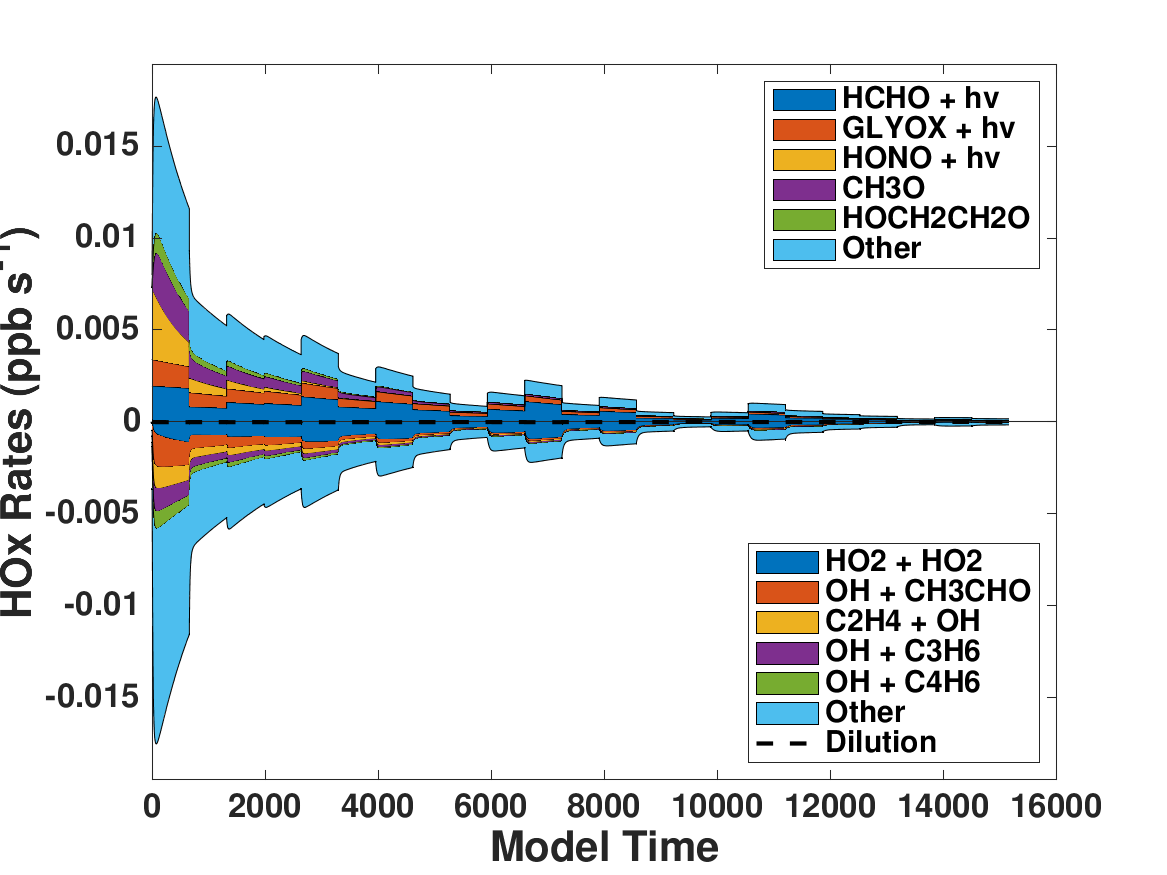 HOx Rates (ppb s⁻¹)
0.015
0.01
0.005
0
-0.005
-0.01
-0.015
HCHO + hv
GLYOX + hv
HONO + hv
CH3O
HOCH2CH2O
Other
HO2 + HO2
OH + CH3CHO
C2H4 + OH
OH + C3H6
OH + C4H6
Other
Dilution
0 2000 4000 6000 8000 10000 12000 14000 16000
Model Time